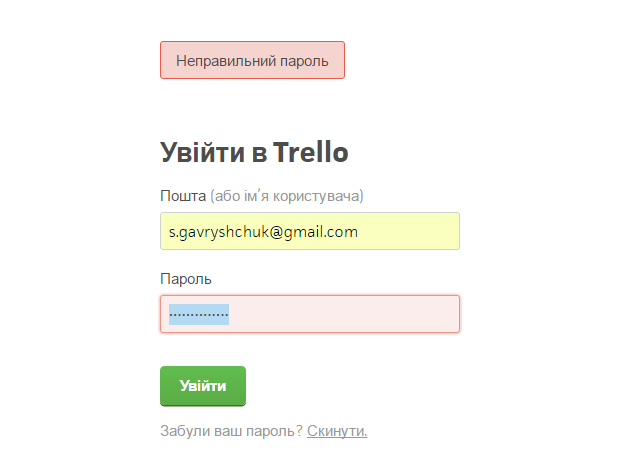 Неправильний пароль
Увійти в Trello
Пошта (або ім’я користувача)
s.gavryshchuk@gmail.com
Пароль
··············
Увійти
Забули ваш пароль? Скинути.